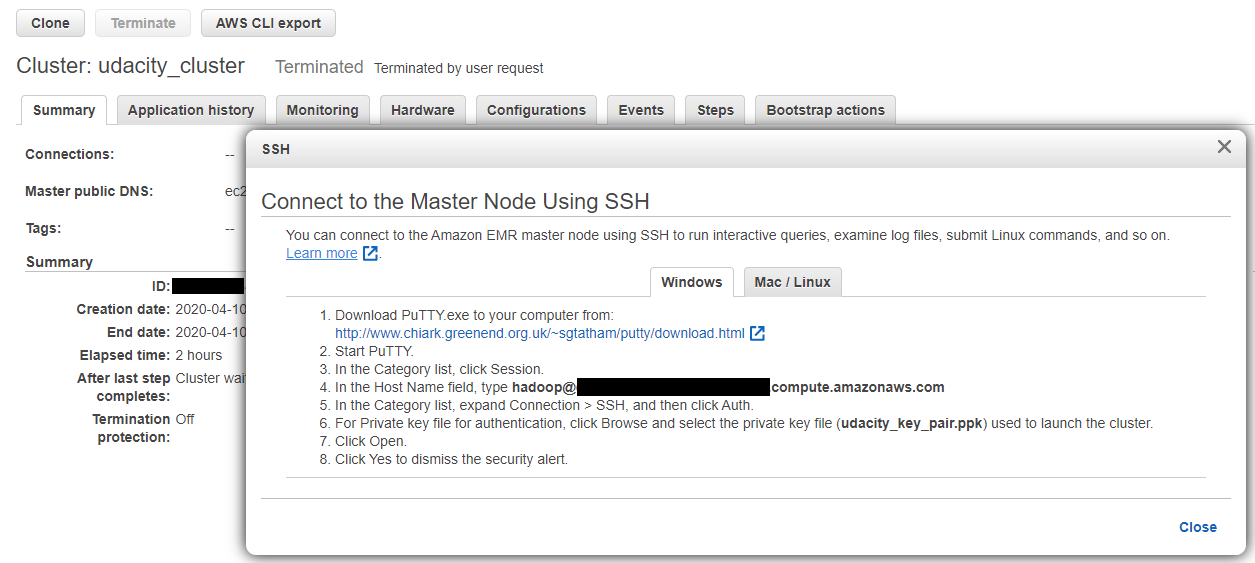 Clone Terminate AWS CLI export
Cluster: udacity_cluster Terminated Terminated by user request
Summary Application history Monitoring Hardware Configurations Events Steps Bootstrap actions
Connections: --
Master public DNS: ec2
Tags: --
Summary
ID:
Creation date: 2020-04-10
End date: 2020-04-10
Elapsed time: 2 hours
After last step Cluster wai
completes:
Termination Off
protection:
SSH
Connect to the Master Node Using SSH
You can connect to the Amazon EMR master node using SSH to run interactive queries, examine log files, submit Linux commands, and so on.
Learn more .
Windows Mac / Linux
1. Download PuTTY.exe to your computer from:
http://www.chiark.greenend.org.uk/~sgtatham/putty/download.html
2. Start PuTTY.
3. In the Category list, click Session.
4. In the Host Name field, type hadoop@ .compute.amazonaws.com
5. In the Category list, expand Connection > SSH, and then click Auth.
6. For Private key file for authentication, click Browse and select the private key file (udacity_key_pair.ppk) used to launch the cluster.
7. Click Open.
8. Click Yes to dismiss the security alert.
Close